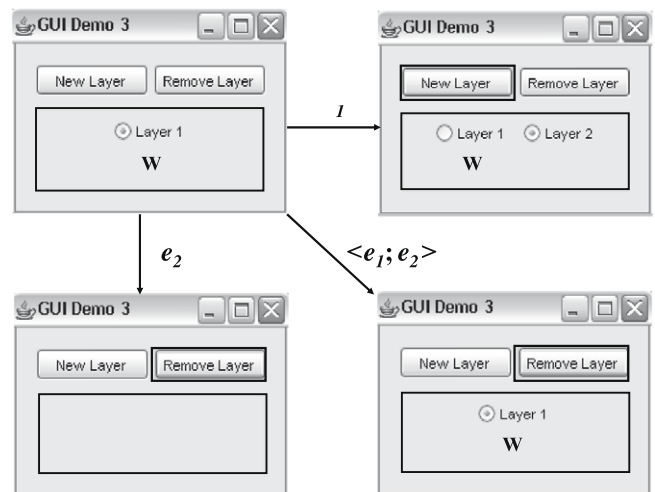 GUI Demo 3
New Layer Remove Layer
Layer 1
W
1
GUI Demo 3
New Layer Remove Layer
Layer 1 Layer 2
W
e2
<e1; e2>
GUI Demo 3
New Layer Remove Layer
GUI Demo 3
New Layer Remove Layer
Layer 1
W